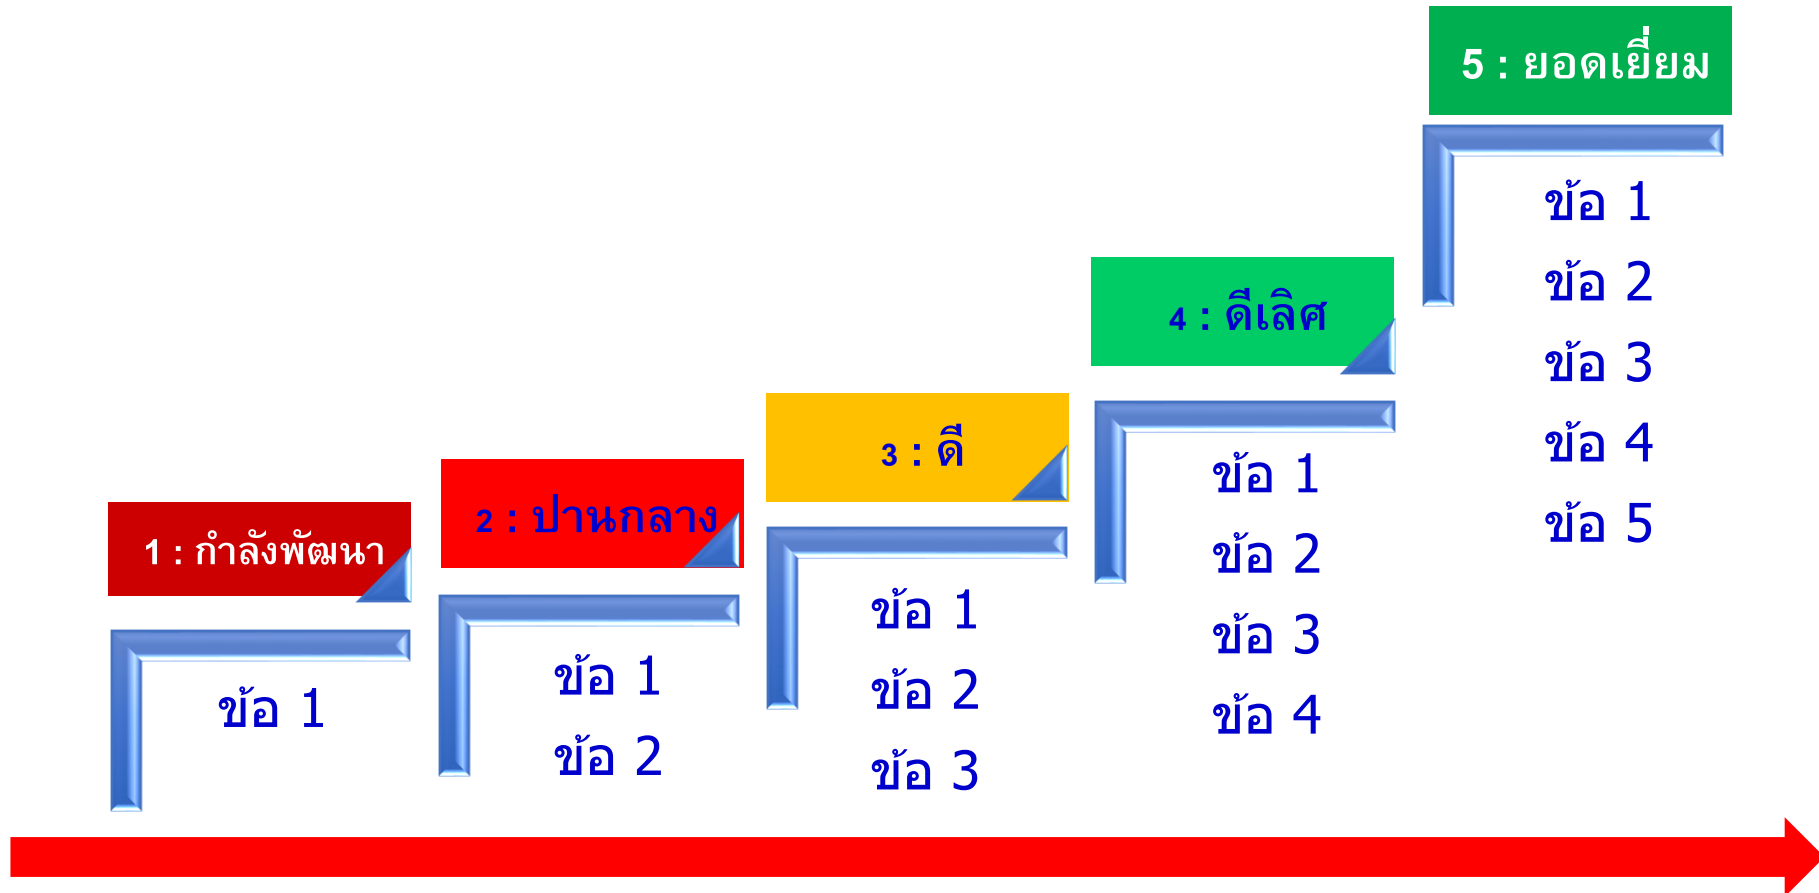 1 : กำลังพัฒนา
ข้อ 1
2 : ปานกลาง
ข้อ 1
ข้อ 2
3 : ดี
ข้อ 1
ข้อ 2
ข้อ 3
4 : ดีเลิศ
ข้อ 1
ข้อ 2
ข้อ 3
ข้อ 4
5 : ยอดเยี่ยม
ข้อ 1
ข้อ 2
ข้อ 3
ข้อ 4
ข้อ 5